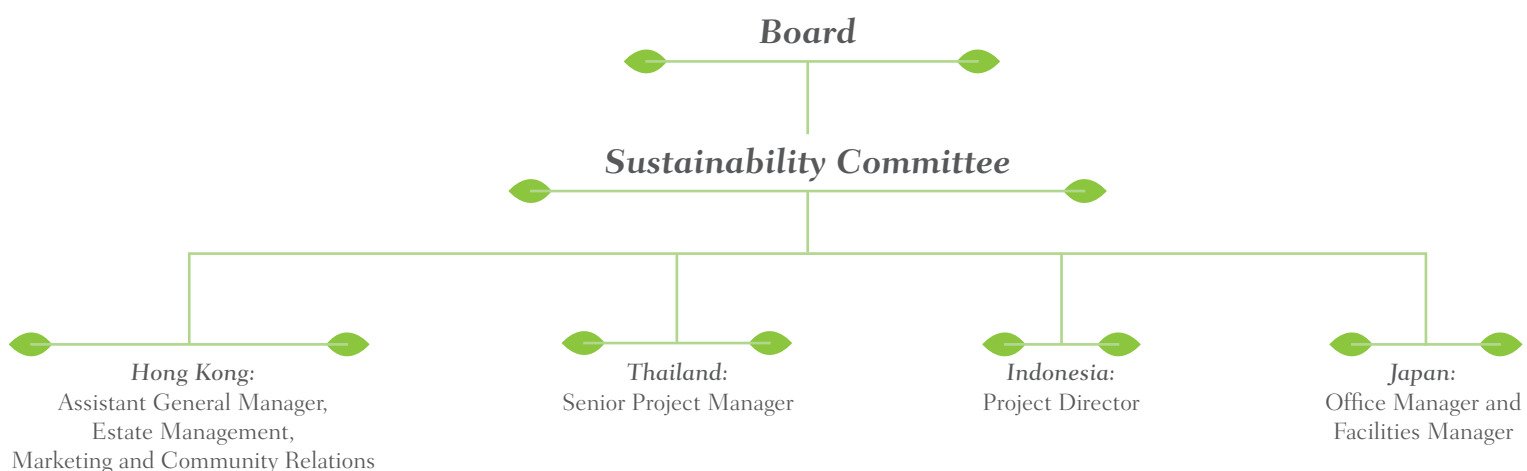 Board
Sustainability Committee
Hong Kong:
Assistant General Manager,
Estate Management,
Marketing and Community Relations
Thailand:
Senior Project Manager
Indonesia:
Project Director
Japan:
Office Manager and
Facilities Manager